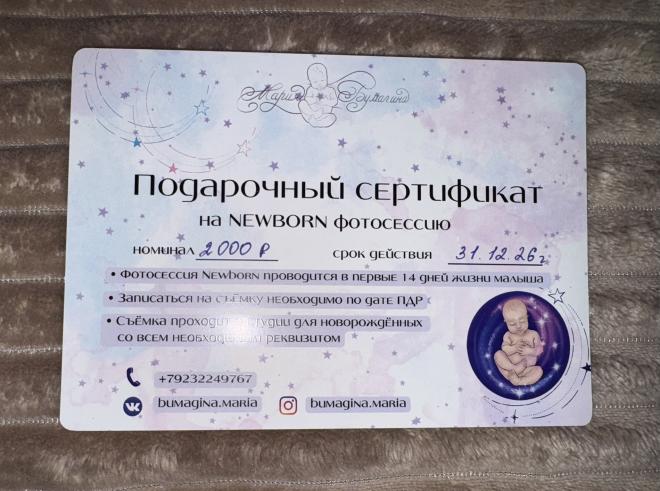 Мария Бумагина
Подарочный сертификат
на NEWBORN фотосессию
номинал 2000 ₽ срок действия 31.12.26г
• Фотосессия Newborn проводится в первые 14 дней жизни малыша
• Записаться на съёмку необходимо по дате ПДР
• Съёмка проходит студии для новорождённых
со всем необходимым реквизитом
+79232249767
bumagina.maria bumagina.maria